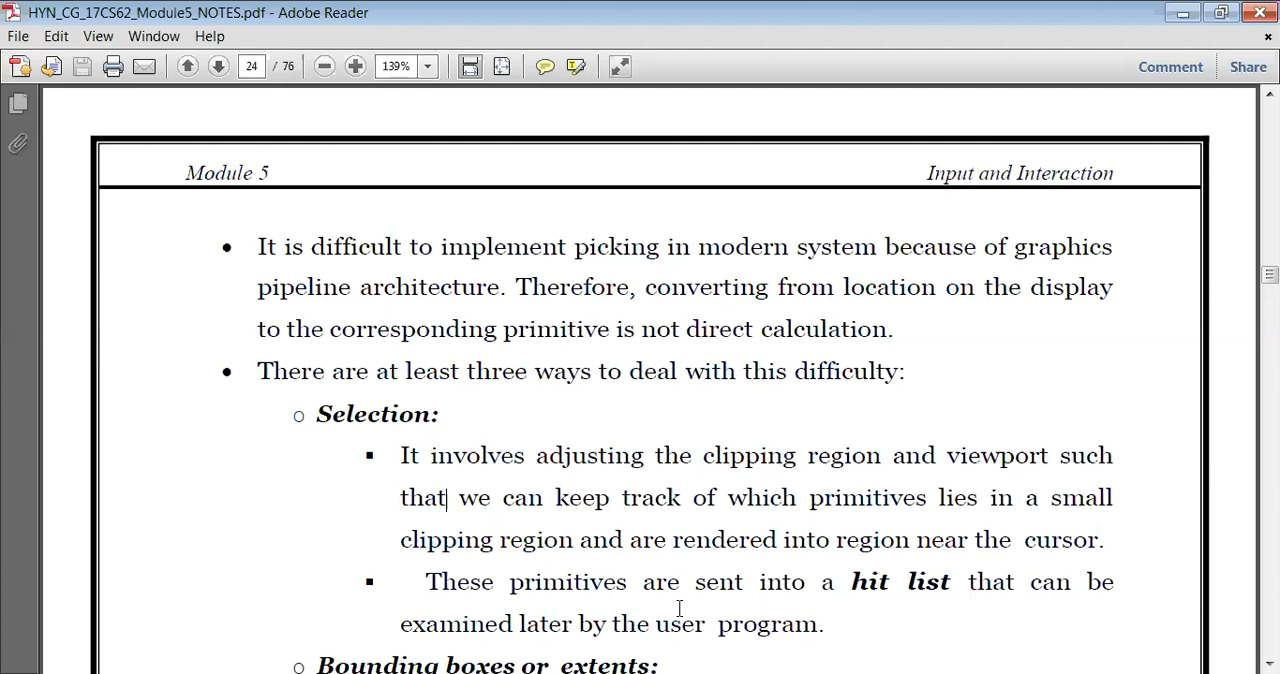 HYN_CG_17CS62_Module5_NOTES.pdf - Adobe Reader
File Edit View Window Help
24 / 76 139% Comment Share
Module 5 Input and Interaction
• It is difficult to implement picking in modern system because of graphics
pipeline architecture. Therefore, converting from location on the display
to the corresponding primitive is not direct calculation.
• There are at least three ways to deal with this difficulty:
o Selection:
▪ It involves adjusting the clipping region and viewport such
that we can keep track of which primitives lies in a small
clipping region and are rendered into region near the cursor.
▪ These primitives are sent into a hit list that can be
examined later by the user program.
o Bounding boxes or extents: